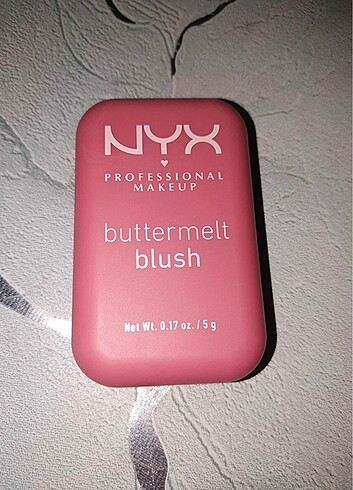 NYX
PROFESSIONAL
MAKEUP
buttermelt
blush
Net Wt. 0.17 oz. / 5 g